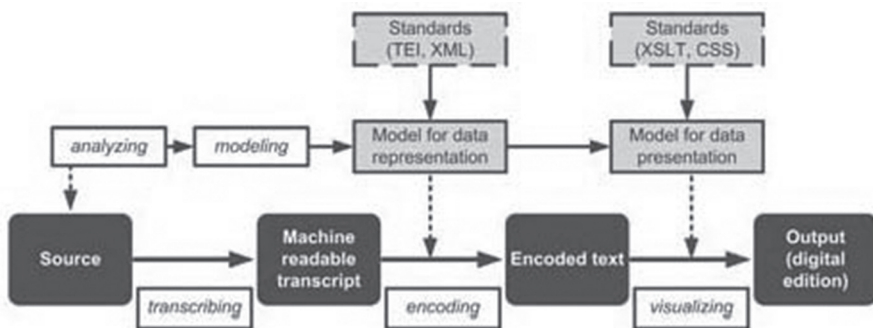 Standards
(TEI, XML)
Standards
(XSLT, CSS)
analyzing
modeling
Model for data
representation
Model for data
presentation
Source
Machine
readable
transcript
Encoded text
Output
(digital
edition)
transcribing
encoding
visualizing